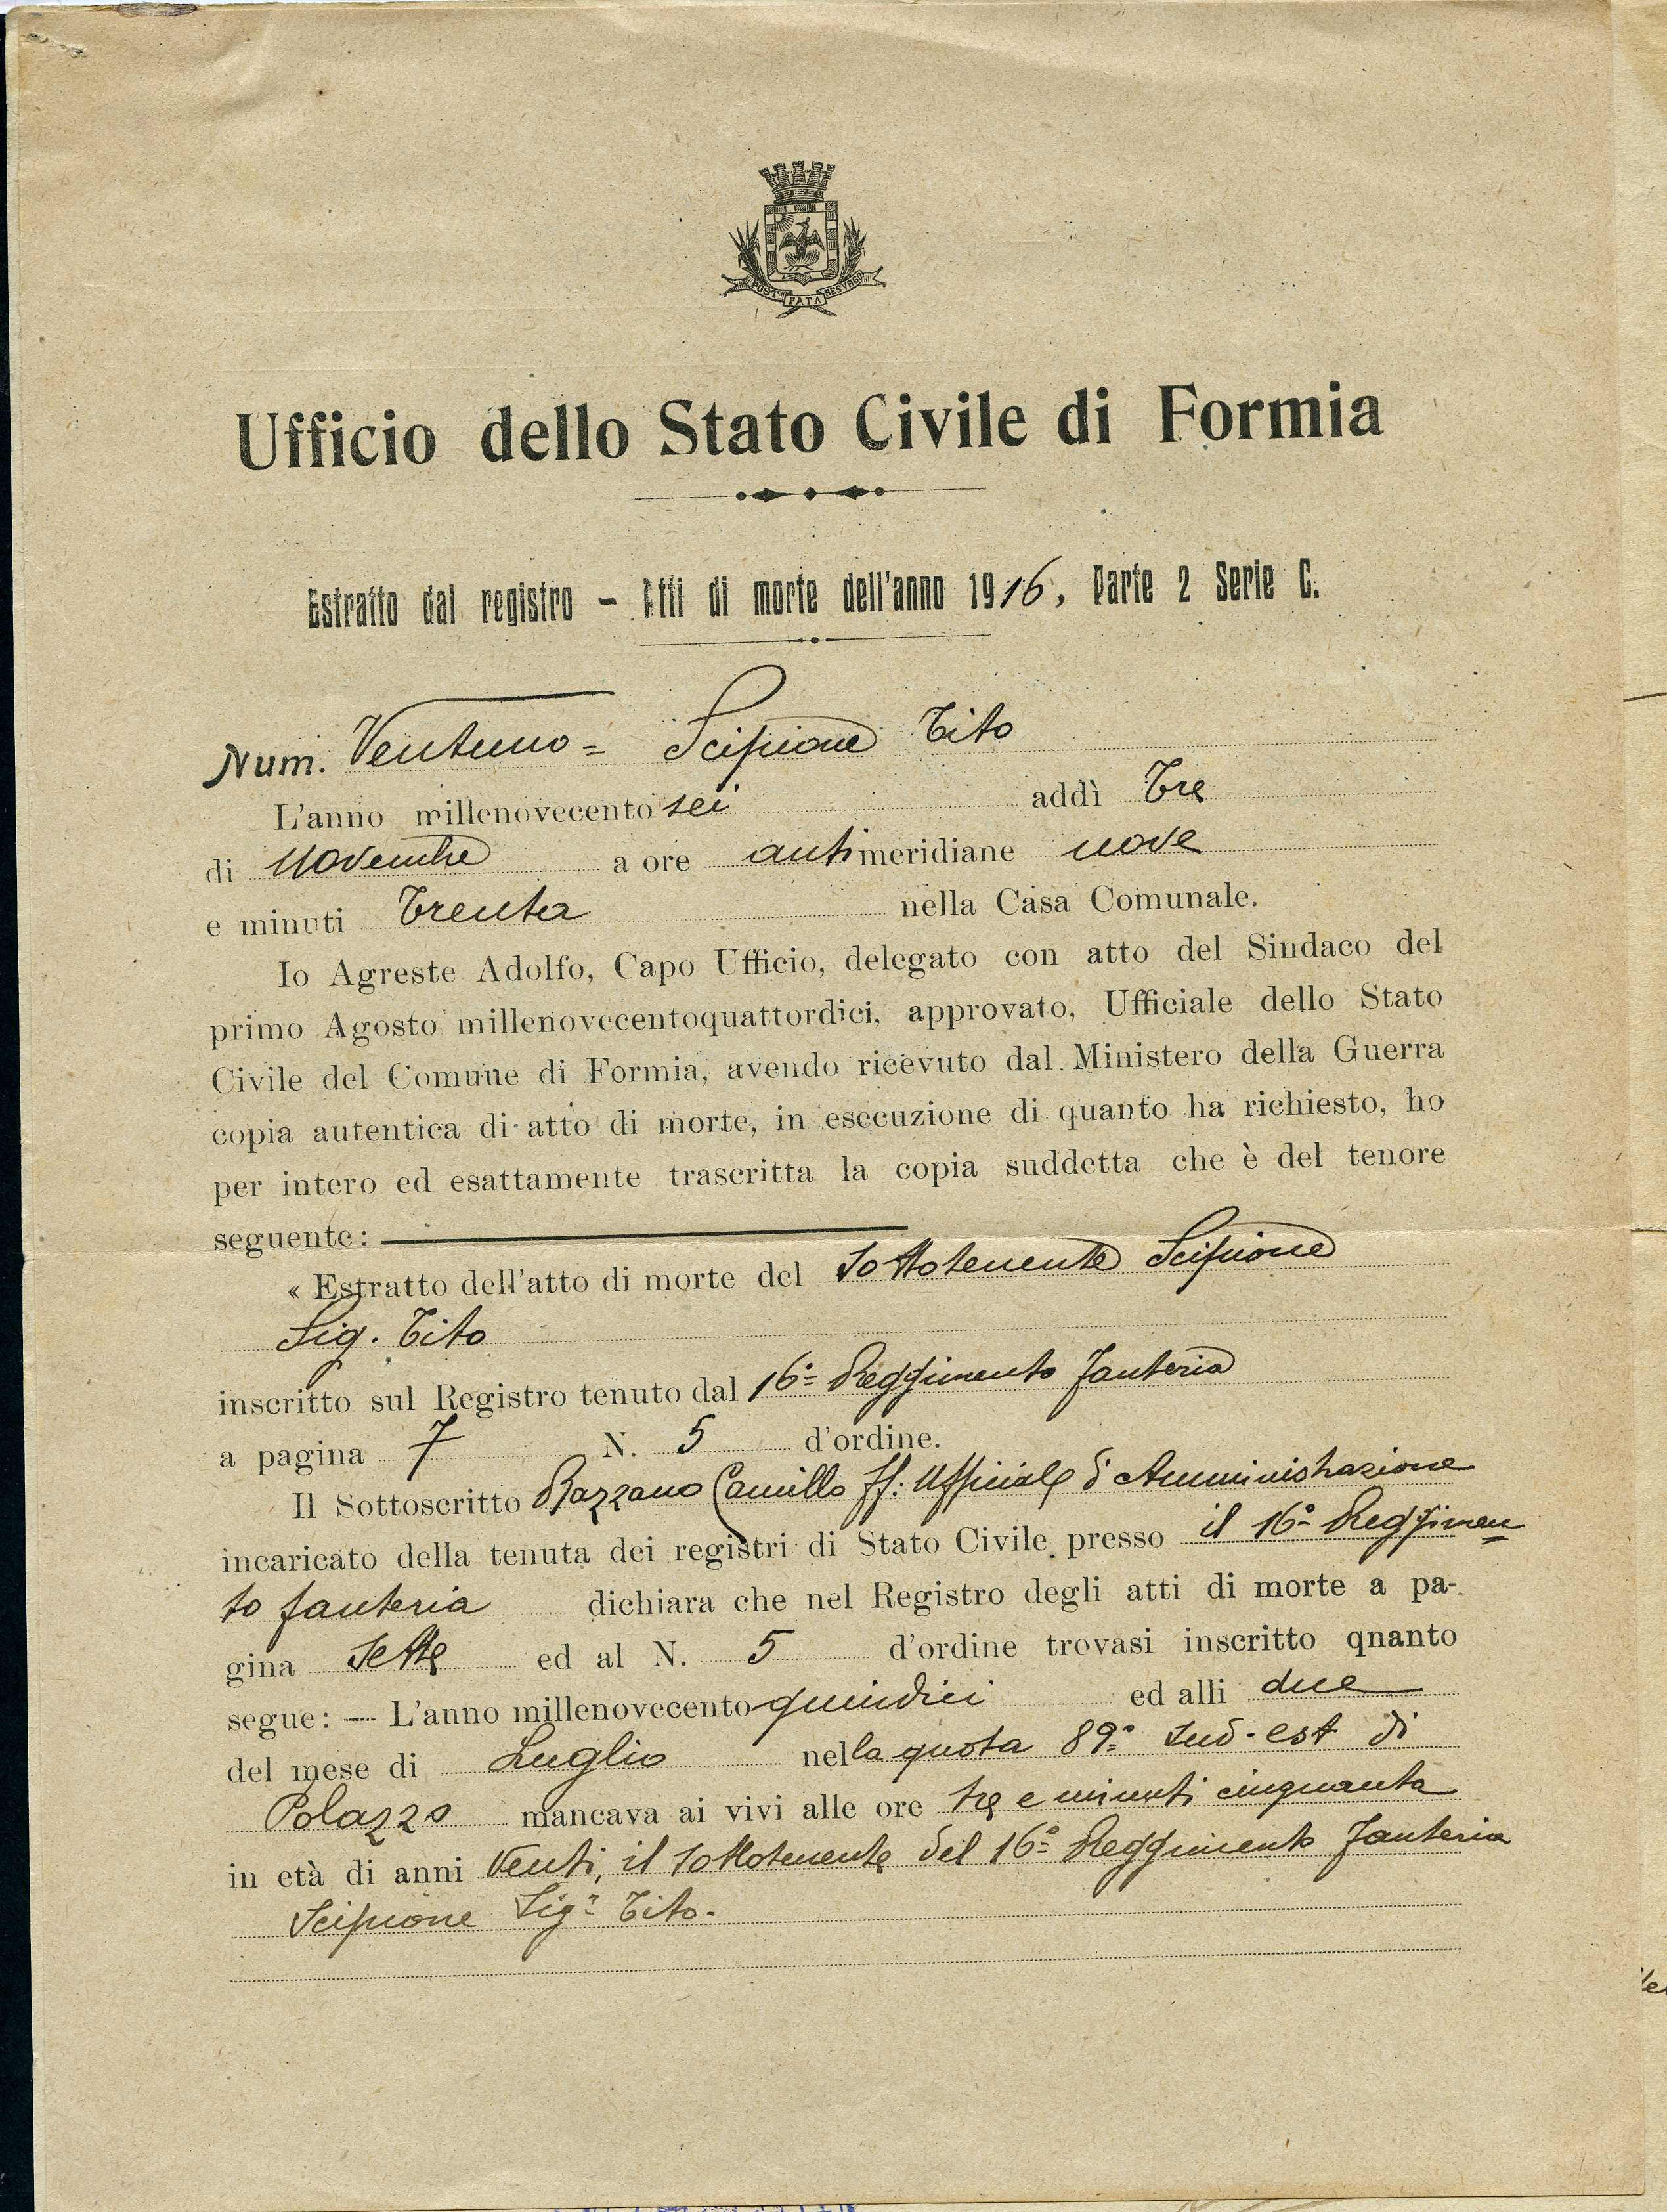 POST FATA RESVRGO
Ufficio dello Stato Civile di Formia
Estratto dal registro - Atti di morte dell'anno 1916, Parte 2 Serie C.
Num. Ventuno = Scipione Tito
L'anno millenovecento sei addì Tre
di Novembre a ore antimeridiane nove
e minuti Trenta nella Casa Comunale.
Io Agreste Adolfo, Capo Ufficio, delegato con atto del Sindaco del
primo Agosto millenovecentoquattordici, approvato, Ufficiale dello Stato
Civile del Comune di Formia, avendo ricevuto dal Ministero della Guerra
copia autentica di atto di morte, in esecuzione di quanto ha richiesto, ho
per intero ed esattamente trascritta la copia suddetta che è del tenore
seguente:
« Estratto dell'atto di morte del Sottotenente Scipione
Sig. Tito
inscritto sul Registro tenuto dal 16º Reggimento Fanteria
a pagina 7 N. 5 d'ordine.
Il Sottoscritto Razzano Camillo ff: Ufficiale d'Amministrazione
incaricato della tenuta dei registri di Stato Civile presso il 16º Reggimen
to fanteria dichiara che nel Registro degli atti di morte a pa-
gina Sette ed al N. 5 d'ordine trovasi inscritto qnanto
segue: — L'anno millenovecento quindici ed alli due
del mese di Luglio nella quota 89º Sud-est di
Polazzo mancava ai vivi alle ore tre e minuti cinquanta
in età di anni Venti, il Sottotenente del 16º Reggimento Fanteria
Scipione Sigr Tito.